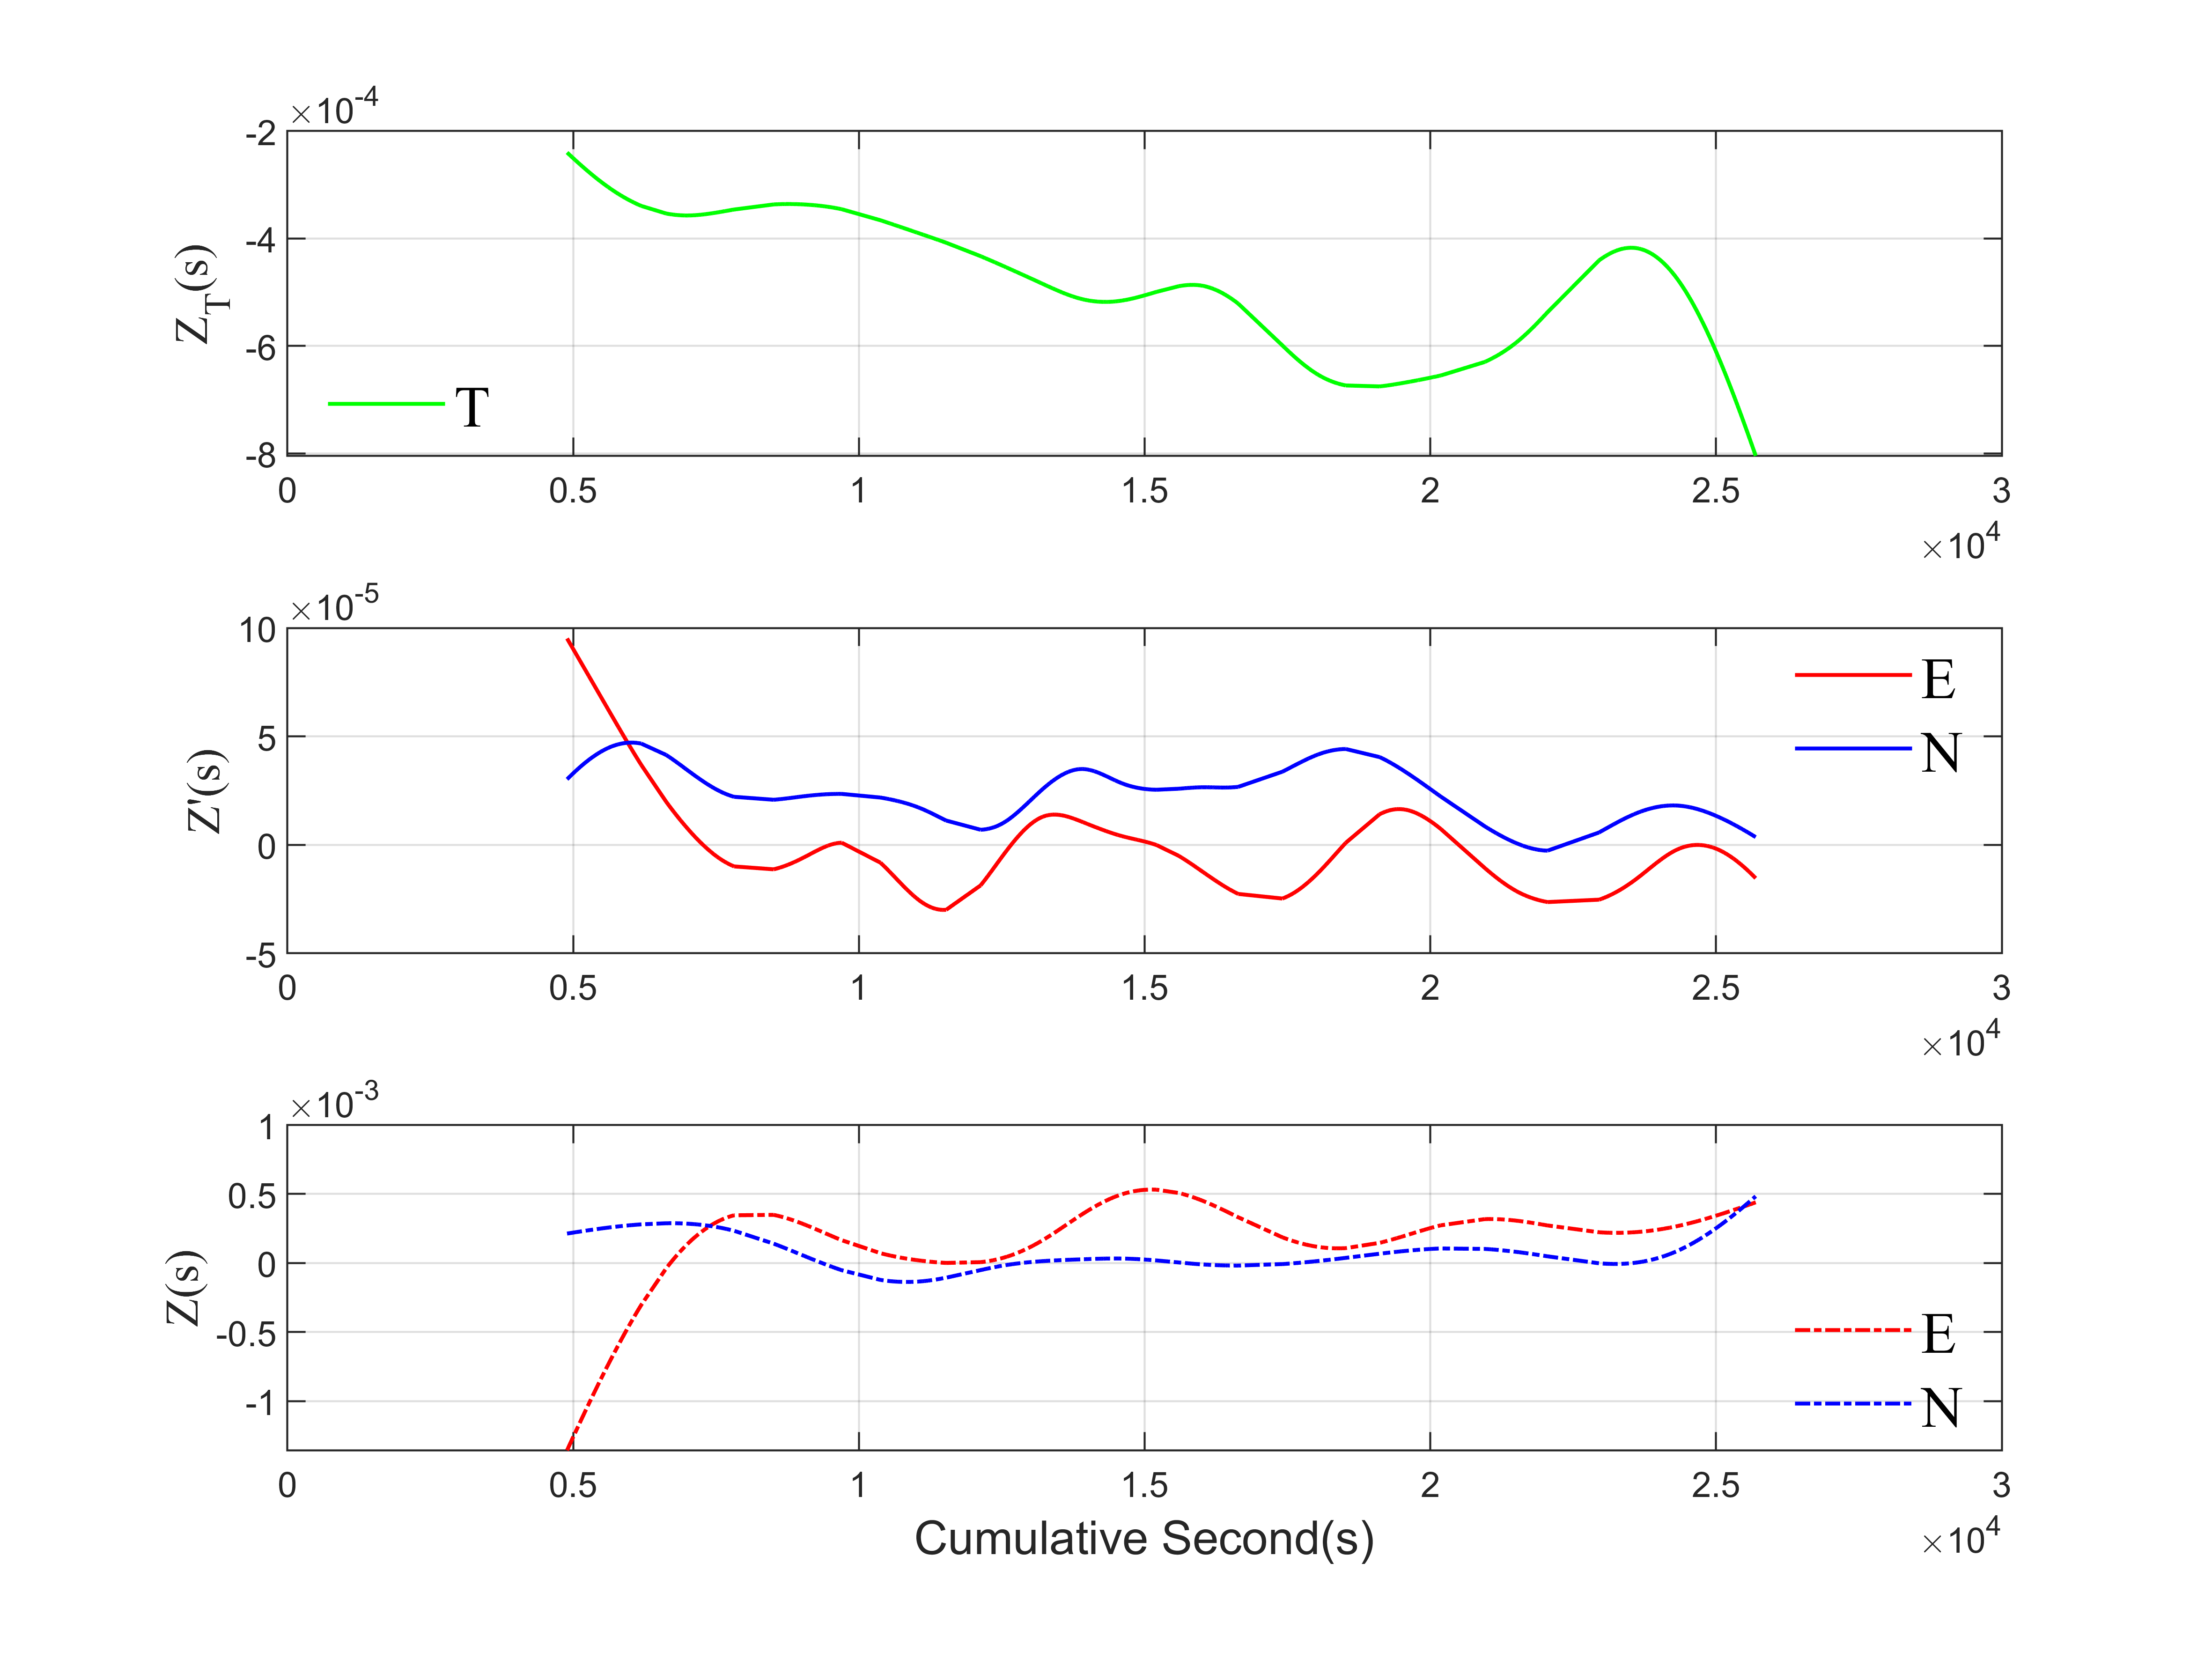 ×10-4
-2
-4
-6
-8
Z_T(s)
T
0 0.5 1 1.5 2 2.5 3
×10^4
×10^-5
10
5
0
-5
Z'(s)
E
N
0 0.5 1 1.5 2 2.5 3
×10^4
×10^-3
1
0.5
0
-0.5
-1
Z(s)
E
N
0 0.5 1 1.5 2 2.5 3
Cumulative Second(s)
×10^4